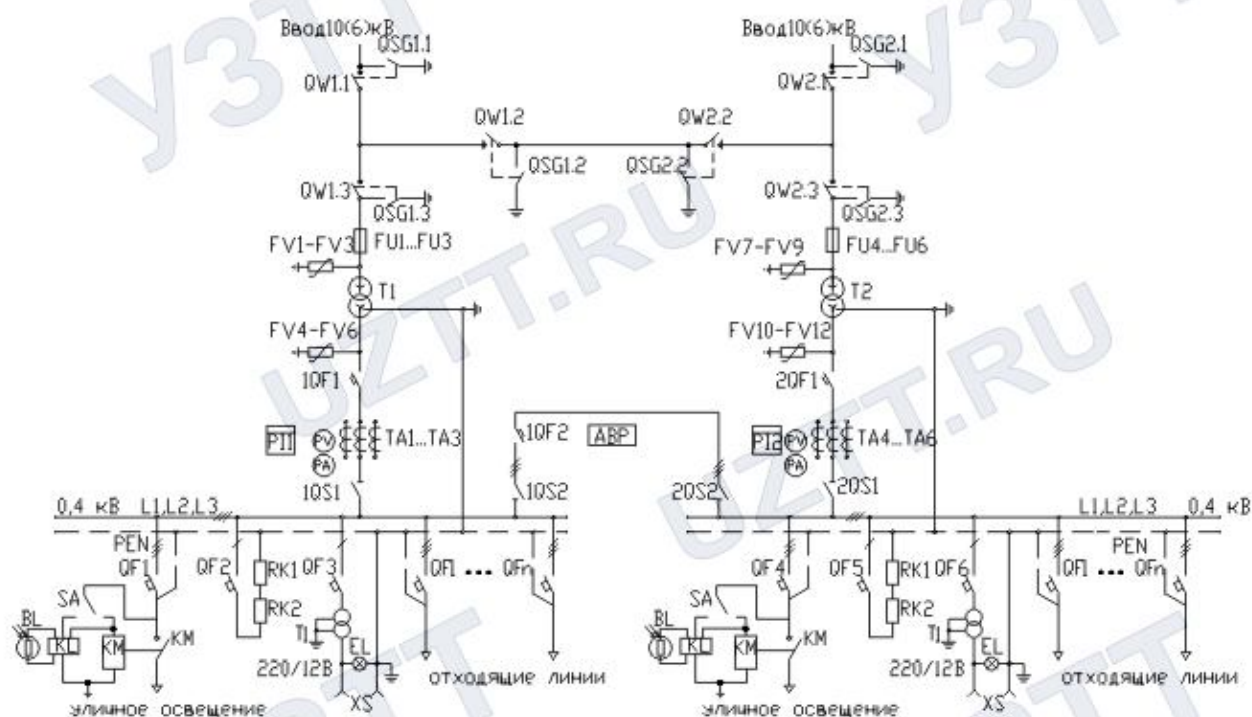 Ввод10(6)кВ Ввод10(6)кВ
QSG1.1 QSG2.1
QW1.1 QW2.1
QW1.2 QW2.2
QSG1.2 QSG2.2
QW1.3 QW2.3
QSG1.3 QSG2.3
FV1-FV3 FU1...FU3 FV7-FV9 FU4...FU6
T1 T2
FV4-FV6 FV10-FV12
1QF1 2QF1
PI1 PV TA1...TA3 1QF2 АВР PI2 PV TA4...TA6
PA PA
1QS1 1QS2 2QS2 2QS1
0,4 кВ L1,L2,L3 L1,L2,L3 0,4 кВ
PEN PEN
QF1 QF2 RK1 QF3 QF1 ... QFn QF4 QF5 RK1 QF6 QF1 ... QFn
SA RK2 SA RK2
BL KL KM KM T1 EL BL KL KM KM T1 EL
220/12В отходящие линии 220/12В отходящие линии
уличное освещение XS уличное освещение XS
УЗТТ УЗТТ
UZTT.RU
UZTT.RU